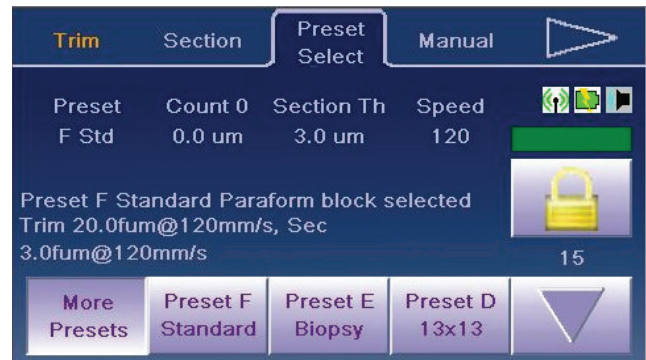 Trim Section Preset Select Manual
Preset Count 0 Section Th Speed
F Std 0.0 um 3.0 um 120
Preset F Standard Paraform block selected
Trim 20.0fum@120mm/s, Sec
3.0fum@120mm/s
15
More Presets
Preset F Standard
Preset E Biopsy
Preset D 13x13